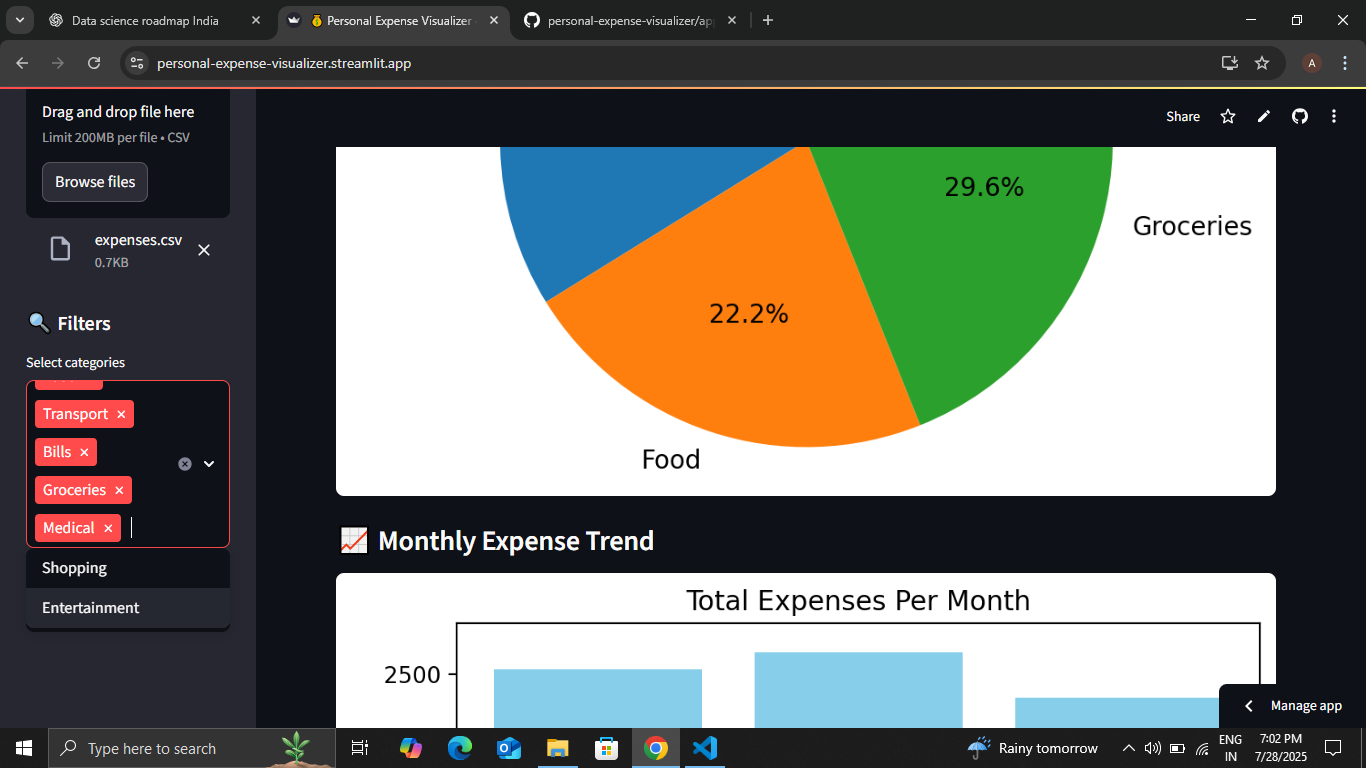 Data science roadmap India
Personal Expense Visualizer
personal-expense-visualizer/ap
personal-expense-visualizer.streamlit.app
A
Drag and drop file here
Limit 200MB per file • CSV
Browse files
expenses.csv
0.7KB
Filters
Select categories
Transport
Bills
Groceries
Medical
Shopping
Entertainment
Share
29.6%
Groceries
22.2%
Food
Monthly Expense Trend
Total Expenses Per Month
2500
Manage app
Type here to search
Rainy tomorrow
ENG
IN
7:02 PM
7/28/2025